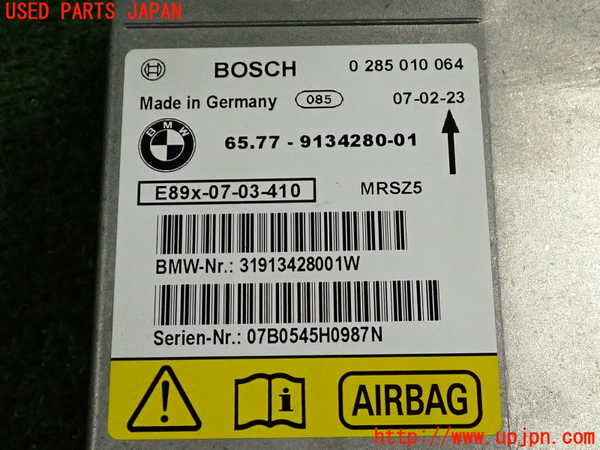 USED PARTS JAPAN
BOSCH 0 285 010 064
Made in Germany 085 07-02-23
BMW
65.77 - 9134280-01
E89x-07-03-410 MRSZ5
BMW-Nr.: 31913428001W
Serien-Nr.: 07B0545H0987N
AIRBAG
http://www.upjpn.com